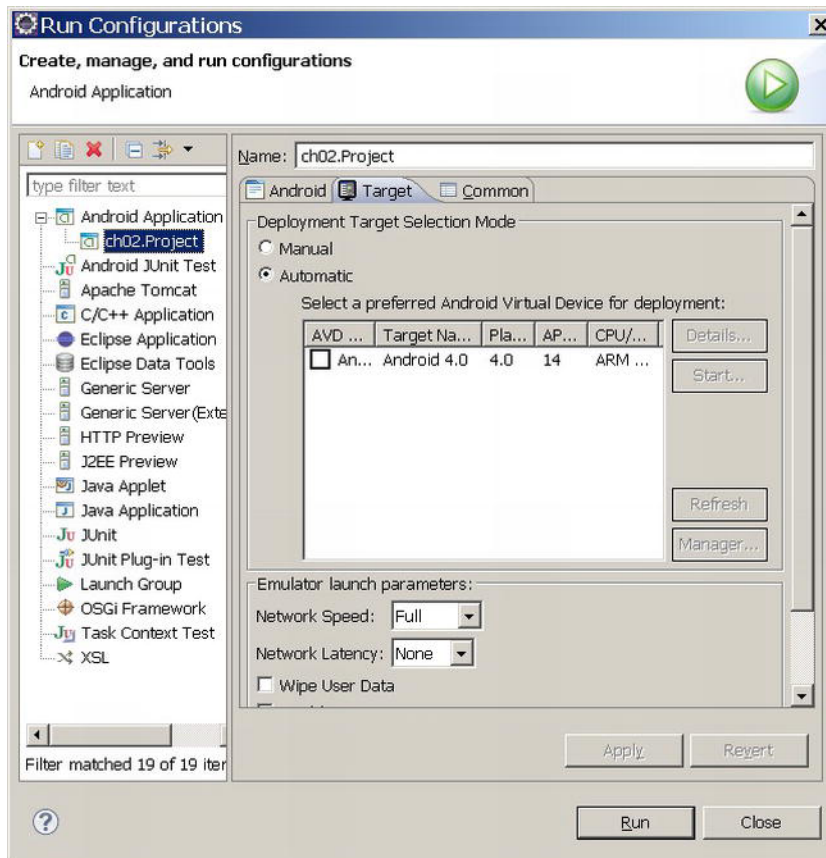 Run Configurations
Create, manage, and run configurations
Android Application
type filter text
Android Application
ch02.Project
Android JUnit Test
Apache Tomcat
C/C++ Application
Eclipse Application
Eclipse Data Tools
Generic Server
Generic Server(Exte
HTTP Preview
J2EE Preview
Java Applet
Java Application
JUnit
JUnit Plug-in Test
Launch Group
OSGi Framework
Task Context Test
XSL
Filter matched 19 of 19 iter
Name: ch02.Project
Android Target Common
Deployment Target Selection Mode
Manual
Automatic
Select a preferred Android Virtual Device for deployment:
AVD ... Target Na... Pla... AP... CPU/...
An... Android 4.0 4.0 14 ARM ...
Details...
Start...
Refresh
Manager...
Emulator launch parameters:
Network Speed: Full
Network Latency: None
Wipe User Data
Apply Revert
Run Close